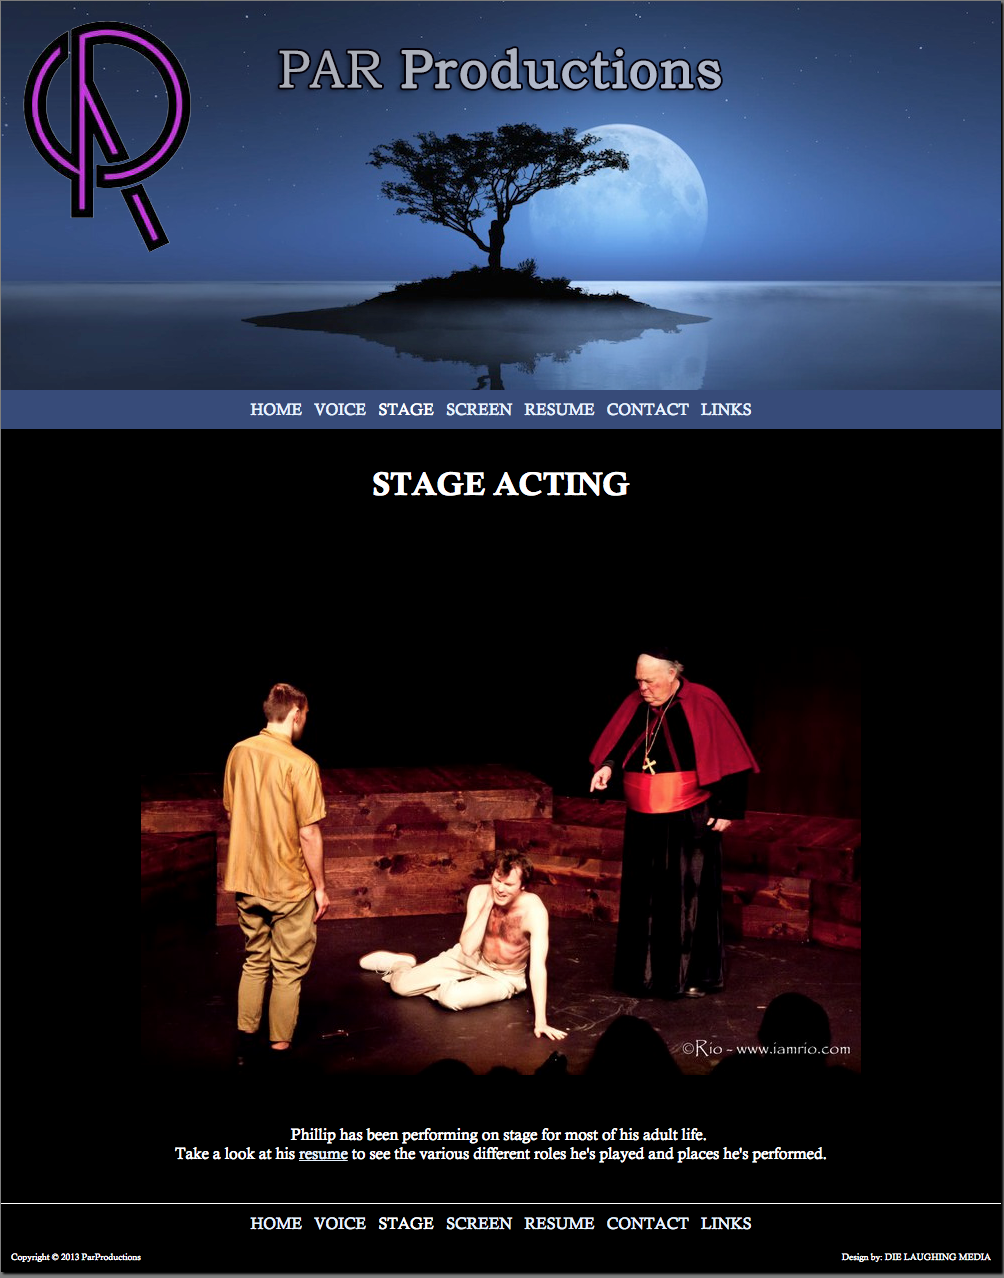 PAR Productions
HOME VOICE STAGE SCREEN RESUME CONTACT LINKS
STAGE ACTING
©Rio - www.iamrio.com
Phillip has been performing on stage for most of his adult life.
Take a look at his resume to see the various different roles he's played and places he's performed.
HOME VOICE STAGE SCREEN RESUME CONTACT LINKS
Copyright © 2013 ParProductions
Design by: DIE LAUGHING MEDIA